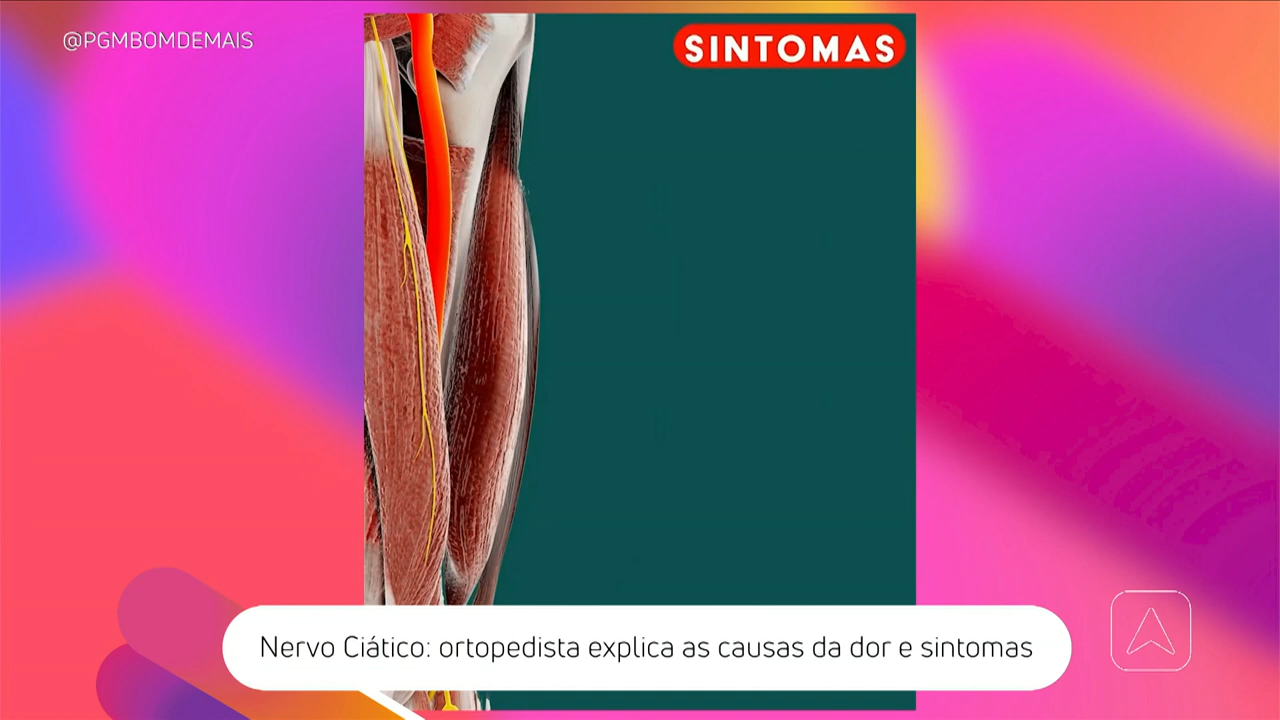 @PGMBOMDEMAIS
SINTOMAS
Nervo Ciático: ortopedista explica as causas da dor e sintomas